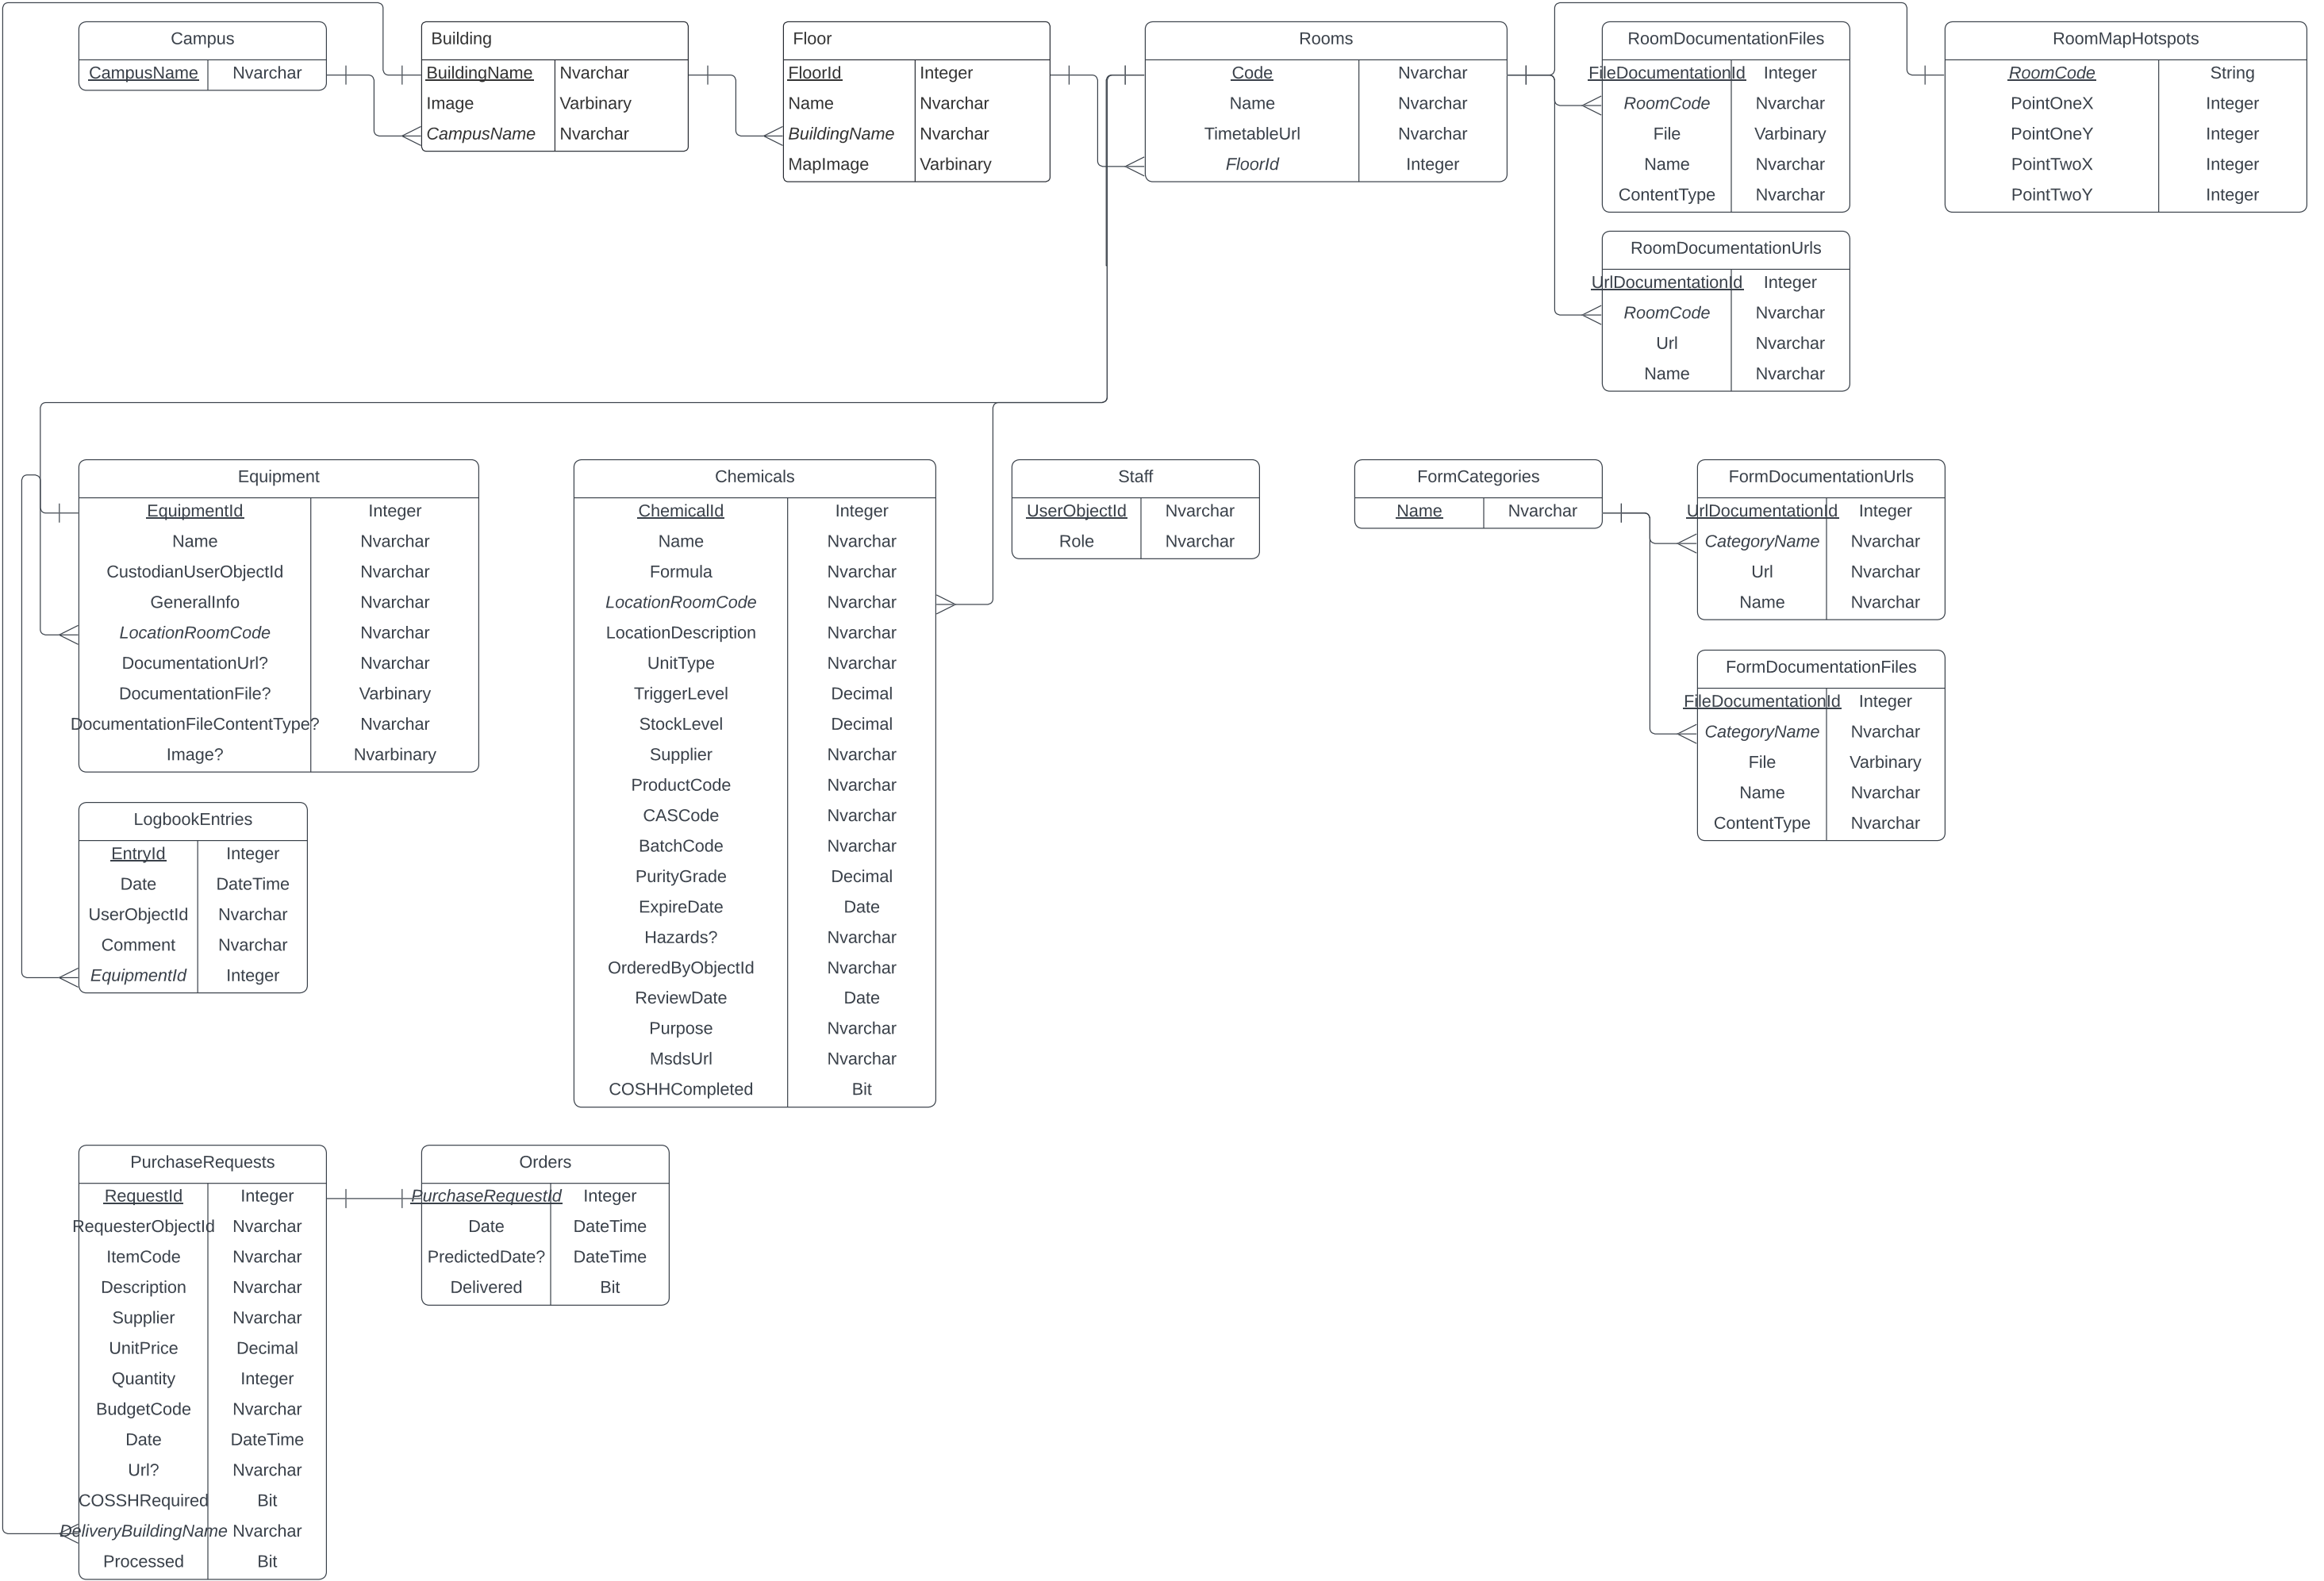 Campus
CampusName Nvarchar
Building
BuildingName Nvarchar
Image Varbinary
CampusName Nvarchar
Floor
FloorId Integer
Name Nvarchar
BuildingName Nvarchar
MapImage Varbinary
Rooms
Code Nvarchar
Name Nvarchar
TimetableUrl Nvarchar
FloorId Integer
RoomDocumentationFiles
FileDocumentationId Integer
RoomCode Nvarchar
File Varbinary
Name Nvarchar
ContentType Nvarchar
RoomMapHotspots
RoomCode String
PointOneX Integer
PointOneY Integer
PointTwoX Integer
PointTwoY Integer
RoomDocumentationUrls
UrlDocumentationId Integer
RoomCode Nvarchar
Url Nvarchar
Name Nvarchar
Equipment
EquipmentId Integer
Name Nvarchar
CustodianUserObjectId Nvarchar
GeneralInfo Nvarchar
LocationRoomCode Nvarchar
DocumentationUrl? Nvarchar
DocumentationFile? Varbinary
DocumentationFileContentType? Nvarchar
Image? Nvarbinary
Chemicals
ChemicalId Integer
Name Nvarchar
Formula Nvarchar
LocationRoomCode Nvarchar
LocationDescription Nvarchar
UnitType Nvarchar
TriggerLevel Decimal
StockLevel Decimal
Supplier Nvarchar
ProductCode Nvarchar
CASCode Nvarchar
BatchCode Nvarchar
PurityGrade Decimal
ExpireDate Date
Hazards? Nvarchar
OrderedByObjectId Nvarchar
ReviewDate Date
Purpose Nvarchar
MsdsUrl Nvarchar
COSHHCompleted Bit
Staff
UserObjectId Nvarchar
Role Nvarchar
FormCategories
Name Nvarchar
FormDocumentationUrls
UrlDocumentationId Integer
CategoryName Nvarchar
Url Nvarchar
Name Nvarchar
FormDocumentationFiles
FileDocumentationId Integer
CategoryName Nvarchar
File Varbinary
Name Nvarchar
ContentType Nvarchar
LogbookEntries
EntryId Integer
Date DateTime
UserObjectId Nvarchar
Comment Nvarchar
EquipmentId Integer
PurchaseRequests
RequestId Integer
RequesterObjectId Nvarchar
ItemCode Nvarchar
Description Nvarchar
Supplier Nvarchar
UnitPrice Decimal
Quantity Integer
BudgetCode Nvarchar
Date DateTime
Url? Nvarchar
COSSHRequired Bit
DeliveryBuildingName Nvarchar
Processed Bit
Orders
PurchaseRequestId Integer
Date DateTime
PredictedDate? DateTime
Delivered Bit